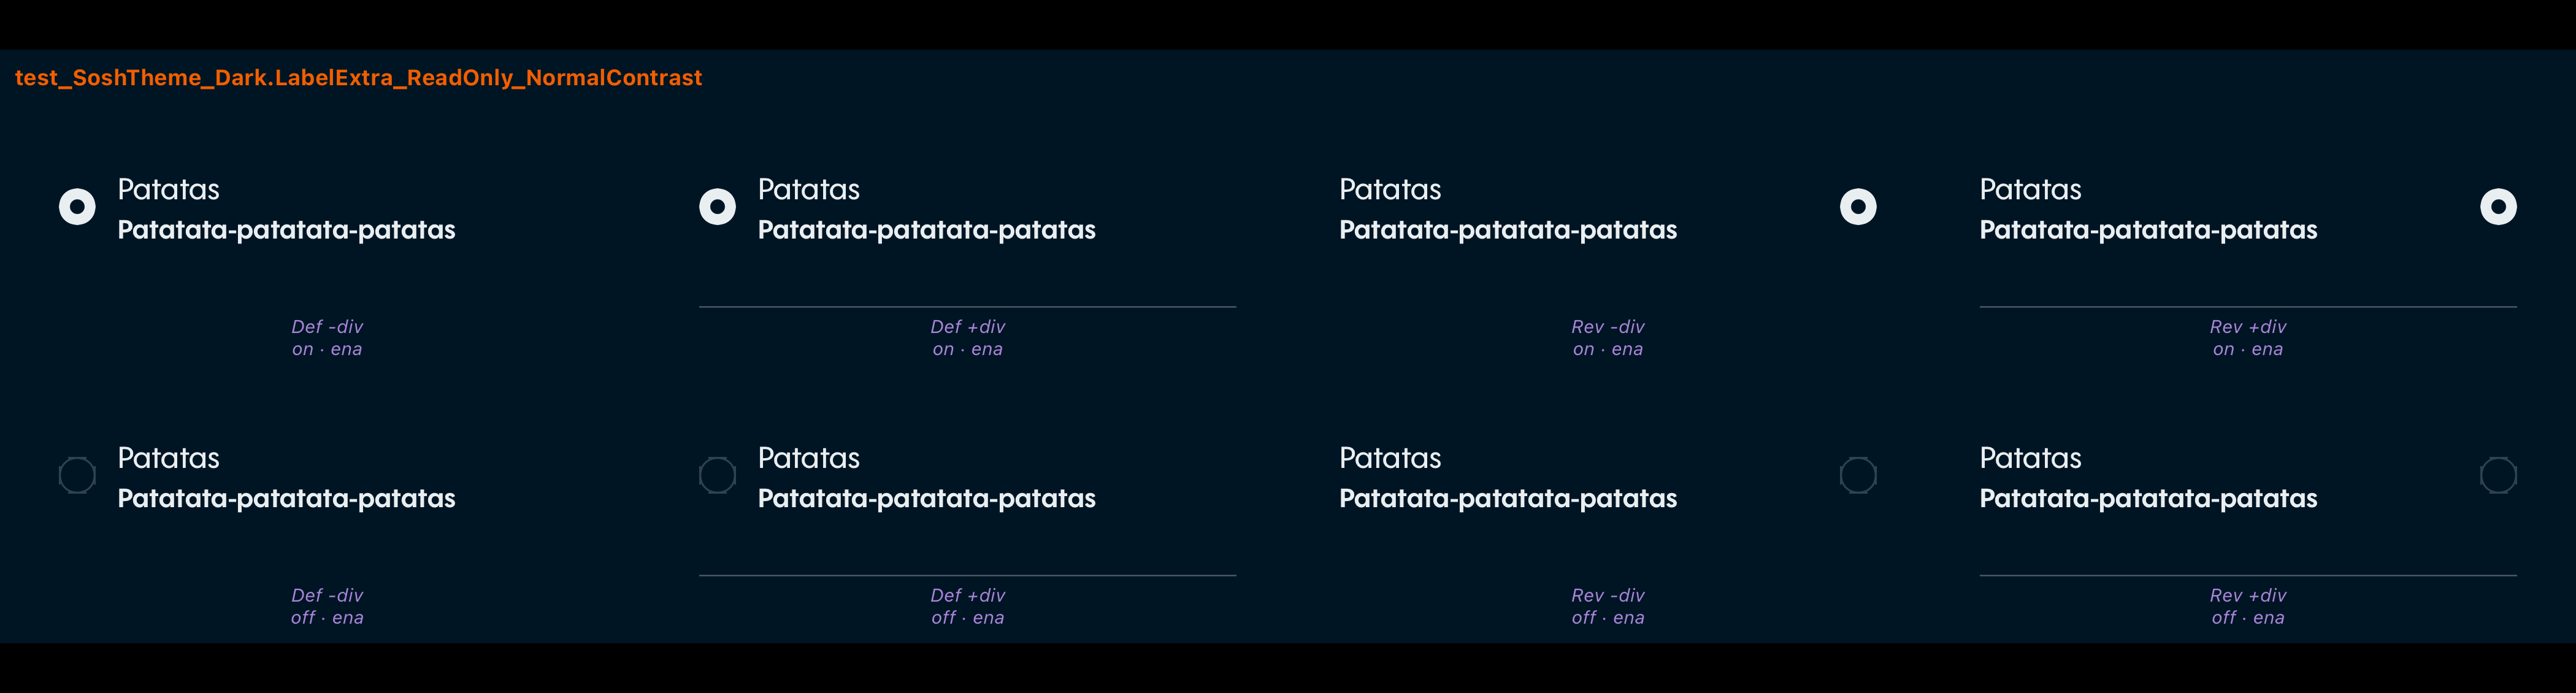 test_SoshTheme_Dark.LabelExtra_ReadOnly_NormalContrast
Patatas
Patatata-patatata-patatas
Def -div
on · ena
Patatas
Patatata-patatata-patatas
Def +div
on · ena
Patatas
Patatata-patatata-patatas
Rev -div
on · ena
Patatas
Patatata-patatata-patatas
Rev +div
on · ena
Patatas
Patatata-patatata-patatas
Def -div
off · ena
Patatas
Patatata-patatata-patatas
Def +div
off · ena
Patatas
Patatata-patatata-patatas
Rev -div
off · ena
Patatas
Patatata-patatata-patatas
Rev +div
off · ena